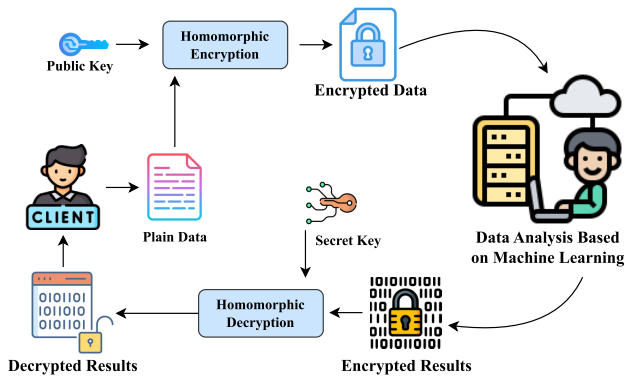 Homomorphic
Encryption
Public Key
Encrypted Data
CLIENT
Plain Data
Secret Key
Data Analysis Based
on Machine Learning
Homomorphic
Decryption
Decrypted Results
Encrypted Results